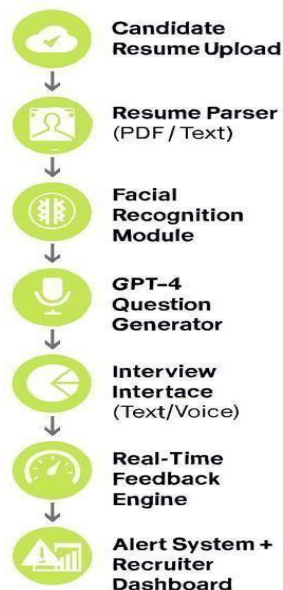 Candidate
Resume Upload
Resume Parser
(PDF / Text)
Facial
Recognition
Module
GPT-4
Question
Generator
Interview
Intertace
(Text/Voice)
Real-Time
Feedback
Engine
Alert System +
Recruiter
Dashboard